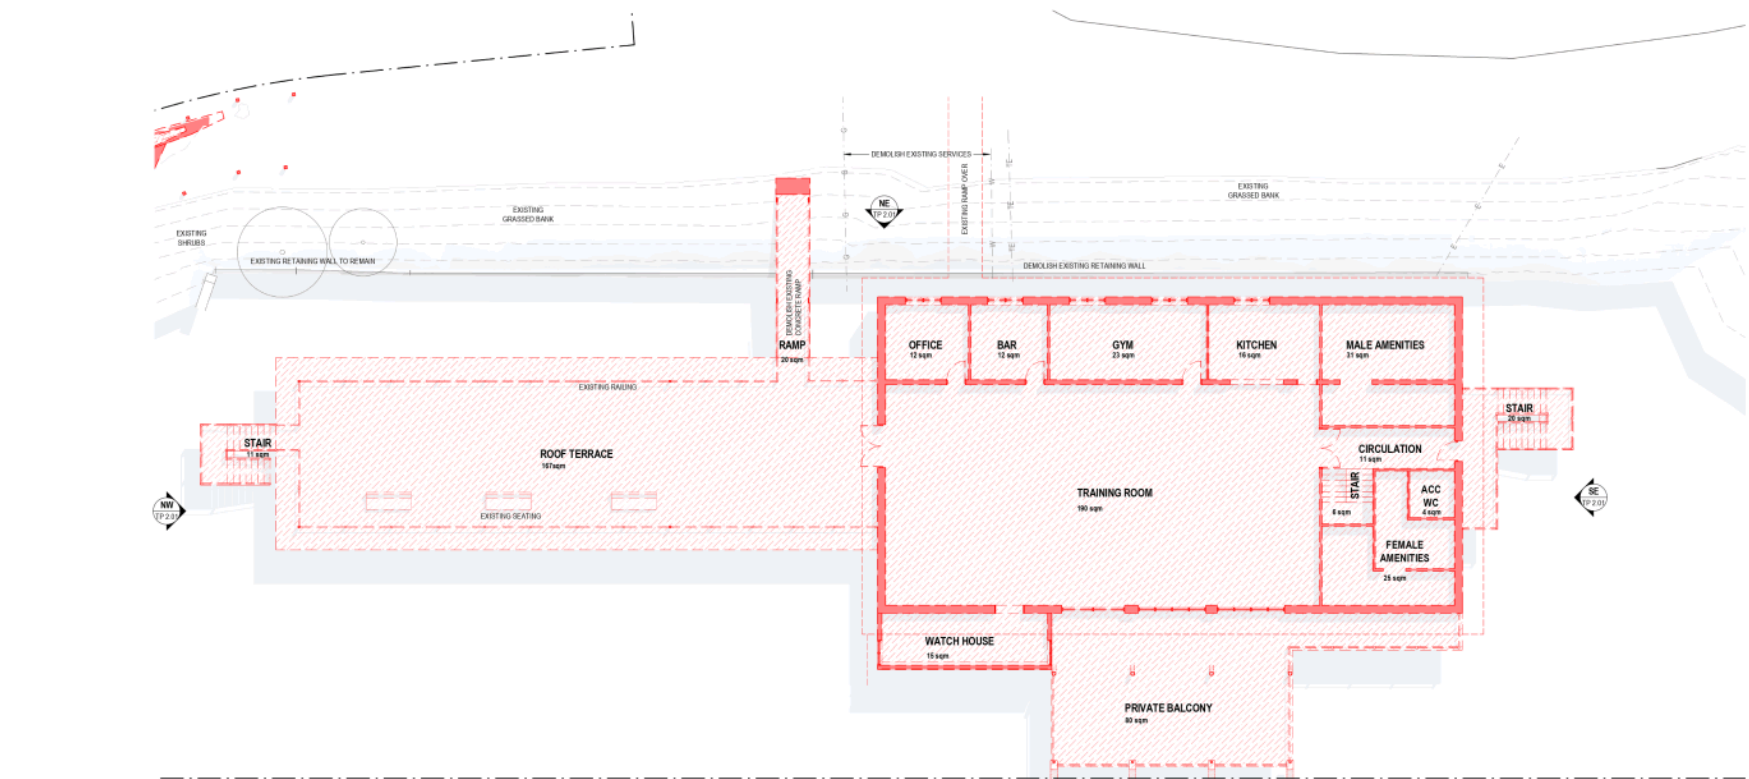 DEMOLISH EXISTING SERVICES
EXISTING RAMP OVER
EXISTING
GRASSED BANK
NE
TP 2.01
EXISTING
GRASSED BANK
EXISTING
SHRUBS
EXISTING RETAINING WALL TO REMAIN
DEMOLISH EXISTING RETAINING WALL
DEMOLISH EXISTING
CONCRETE RAMP
RAMP
20 sqm
OFFICE
12 sqm
BAR
12 sqm
GYM
23 sqm
KITCHEN
16 sqm
MALE AMENITIES
31 sqm
EXISTING RAILING
STAIR
20 sqm
STAIR
11 sqm
ROOF TERRACE
167sqm
CIRCULATION
11 sqm
TRAINING ROOM
190 sqm
STAIR
6 sqm
ACC
WC
4 sqm
NW
TP 2.01
EXISTING SEATING
SE
TP 2.01
FEMALE
AMENITIES
25 sqm
WATCH HOUSE
15 sqm
PRIVATE BALCONY
80 sqm